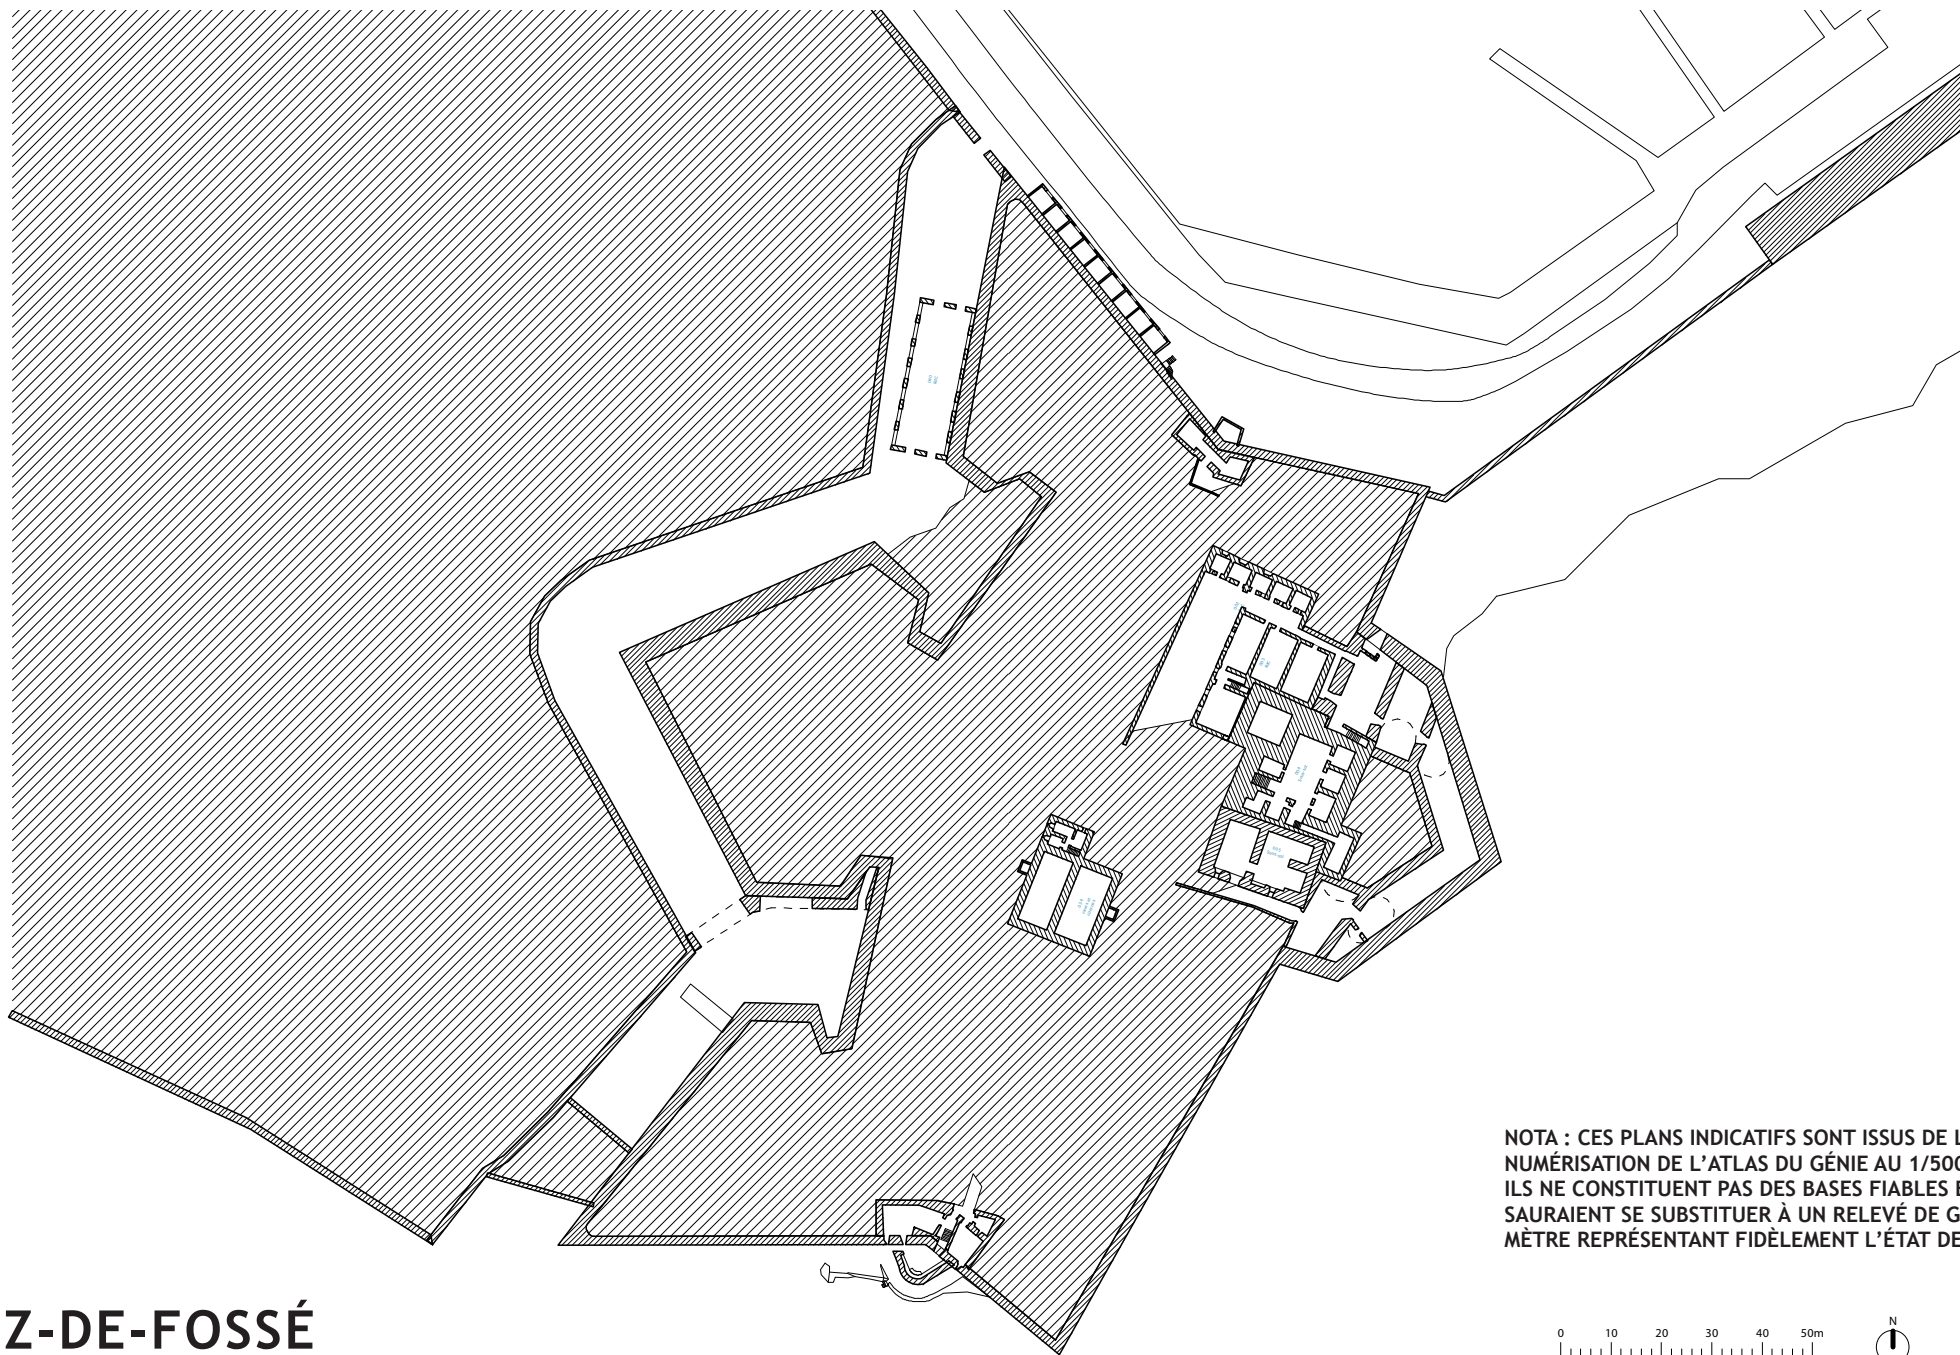 NOTA : CES PLANS INDICATIFS SONT ISSUS DE L
NUMÉRISATION DE L’ATLAS DU GÉNIE AU 1/500
ILS NE CONSTITUENT PAS DES BASES FIABLES E
SAURAIENT SE SUBSTITUER À UN RELEVÉ DE G
MÈTRE REPRÉSENTANT FIDÈLEMENT L’ÉTAT DE
Z-DE-FOSSÉ
0 10 20 30 40 50m
N